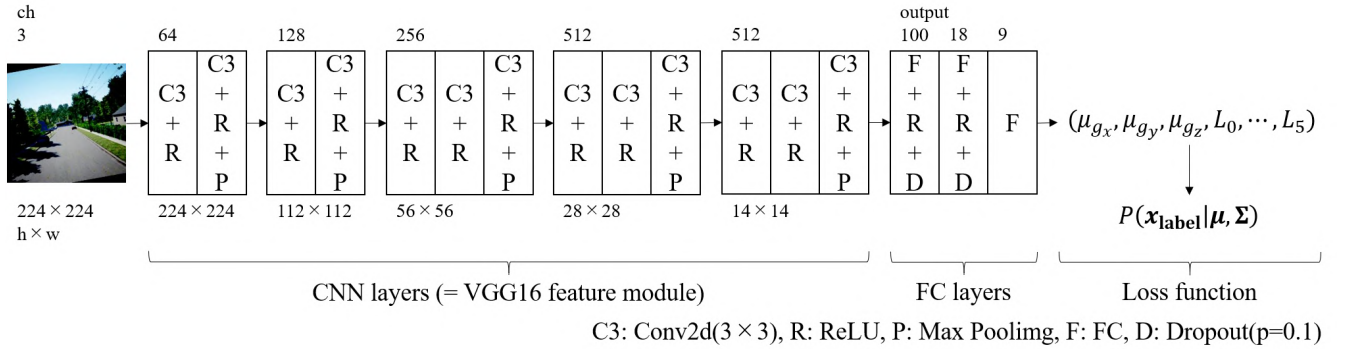 ch
3
64
128
256
512
512
output
100
18
9
C3
+
R
C3
+
R
+
P
C3
+
R
C3
+
R
+
P
C3
+
R
C3
+
R
C3
+
R
+
P
C3
+
R
C3
+
R
C3
+
R
+
P
C3
+
R
C3
+
R
C3
+
R
+
P
F
+
R
+
D
F
+
R
+
D
F
(μ_{g_x}, μ_{g_y}, μ_{g_z}, L_0, ⋯, L_5)
P(x_{label}|μ, Σ)
224 × 224
h × w
224 × 224
112 × 112
56 × 56
28 × 28
14 × 14
CNN layers (= VGG16 feature module)
FC layers
Loss function
C3: Conv2d(3 × 3), R: ReLU, P: Max Poolimg, F: FC, D: Dropout(p=0.1)